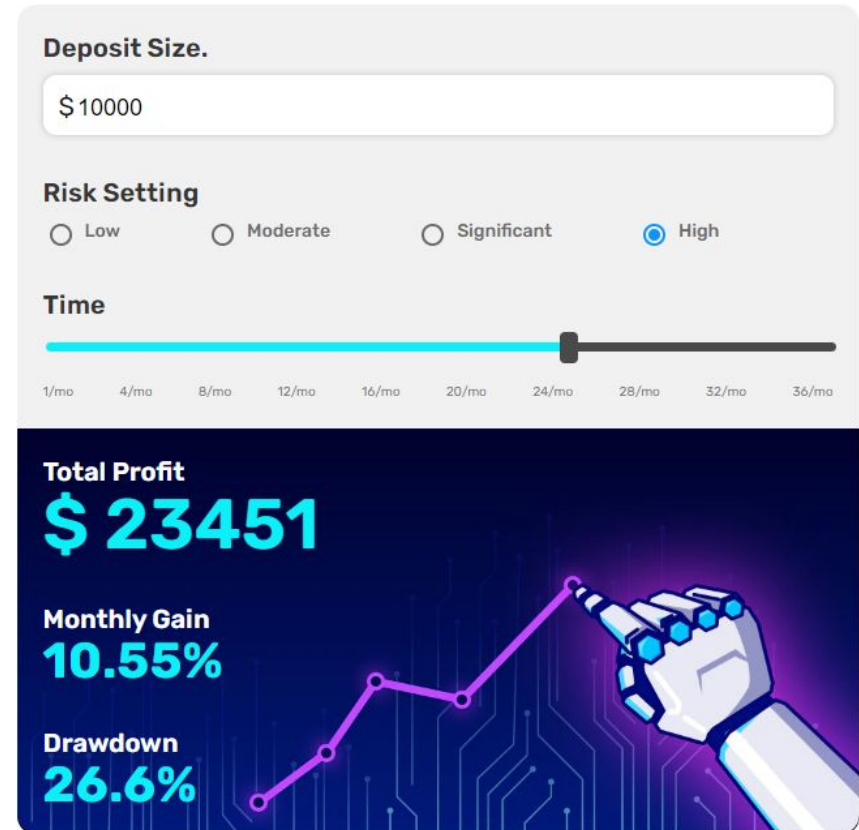 Deposit Size.
$10000
Risk Setting
Low Moderate Significant High
Time
1/mo 4/mo 8/mo 12/mo 16/mo 20/mo 24/mo 28/mo 32/mo 36/mo
Total Profit
$ 23451
Monthly Gain
10.55%
Drawdown
26.6%